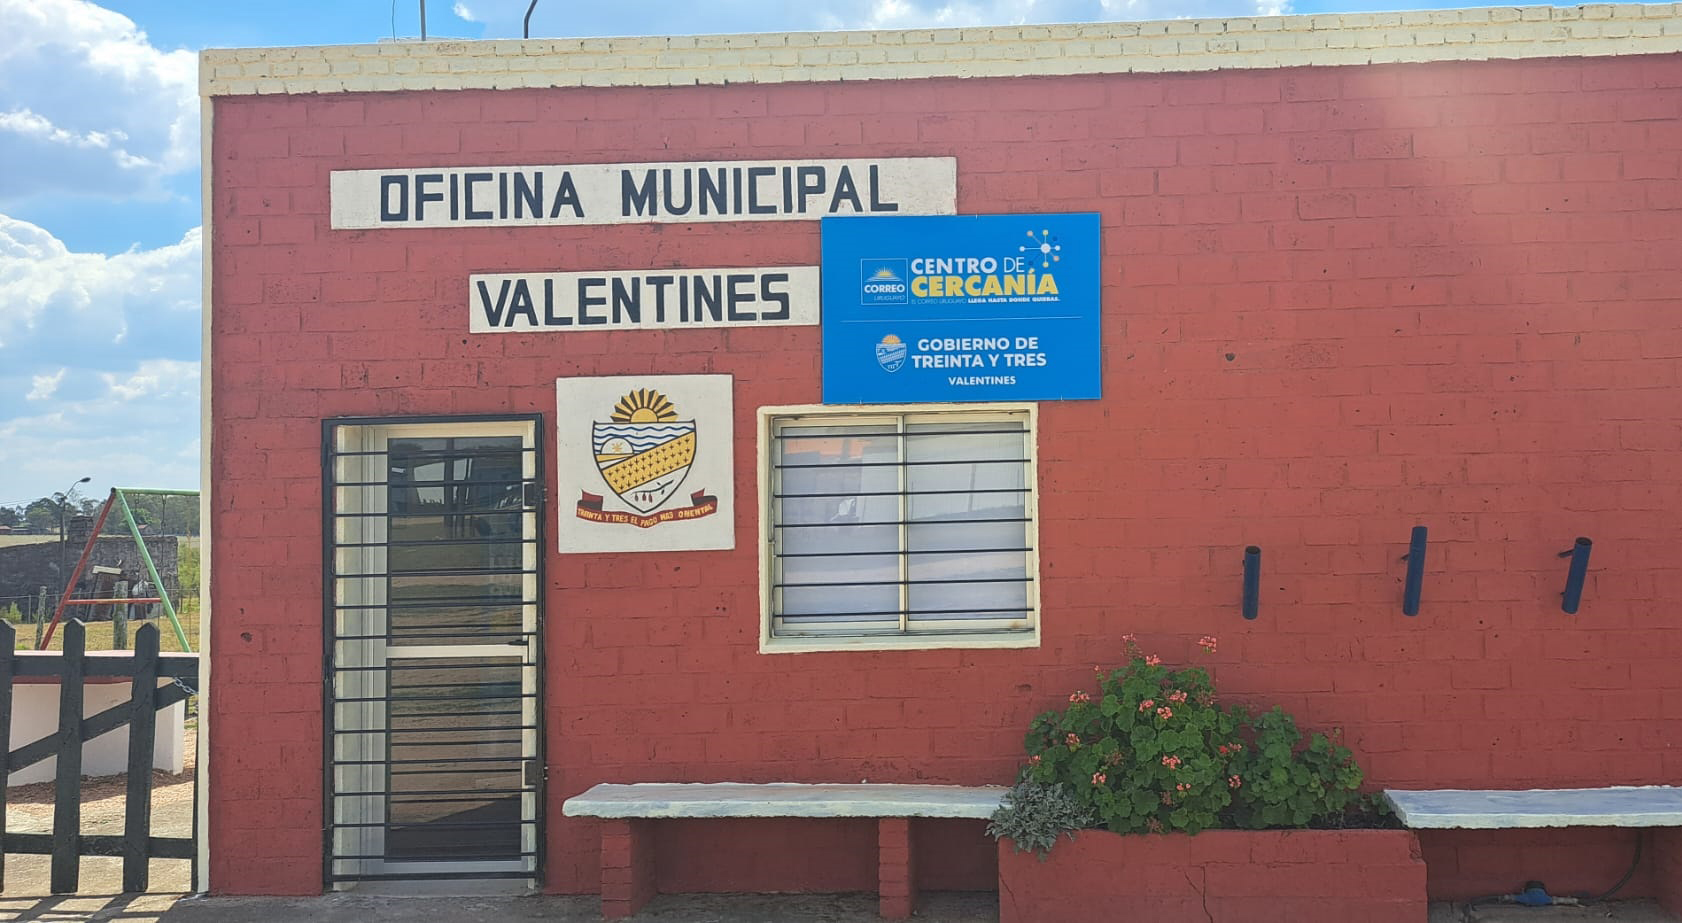 OFICINA MUNICIPAL
VALENTINES
CENTRO DE
CERCANÍA
CORREO
URUGUAYO
EL CORREO URUGUAYO LLEGA HASTA DONDE QUIERAS.
GOBIERNO DE
TREINTA Y TRES
VALENTINES
TREINTA Y TRES EL PAGO MAS ORIENTAL